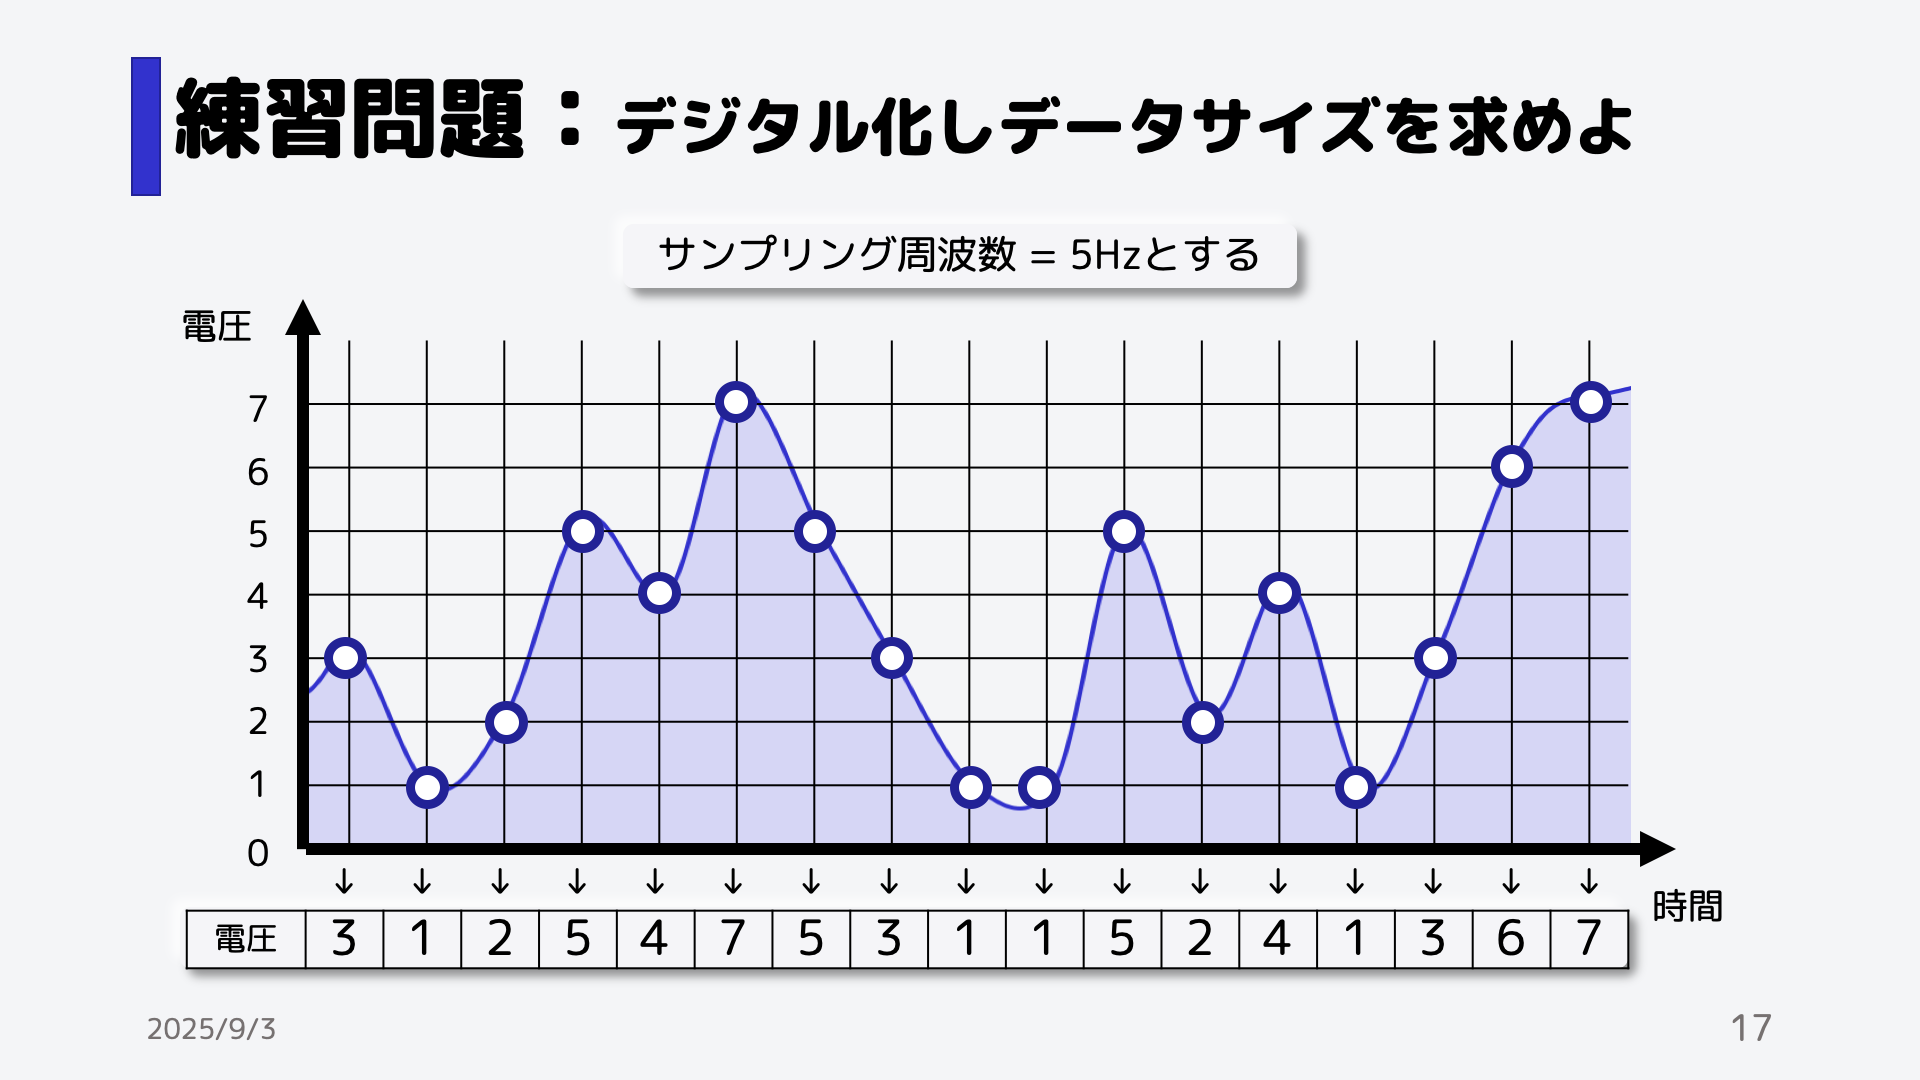 練習問題：デジタル化しデータサイズを求めよ
サンプリング周波数 = 5Hzとする
電圧
7
6
5
4
3
2
1
0
↓ ↓ ↓ ↓ ↓ ↓ ↓ ↓ ↓ ↓ ↓ ↓ ↓ ↓ ↓ ↓ ↓
時間
電圧 3 1 2 5 4 7 5 3 1 1 5 2 4 1 3 6 7
2025/9/3
17